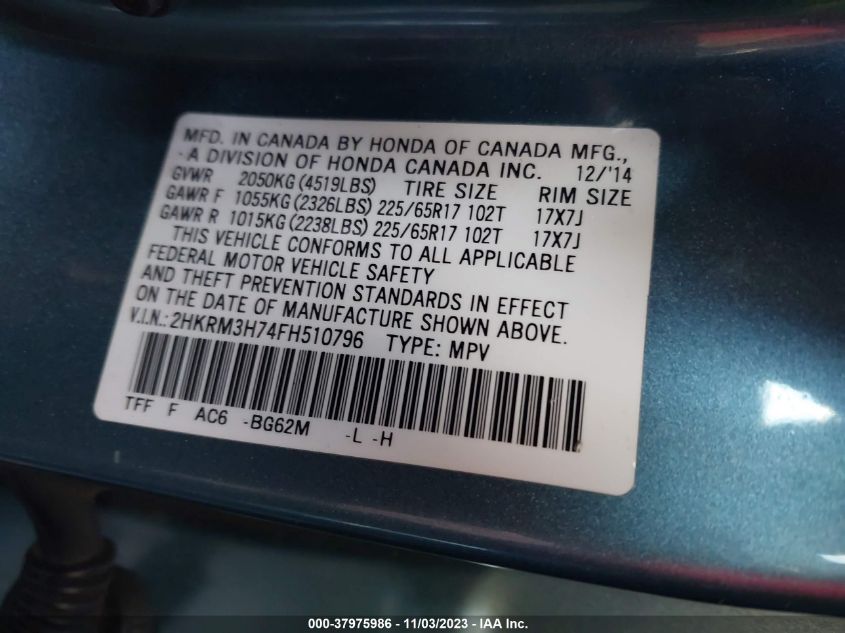 MFD. IN CANADA BY HONDA OF CANADA MFG.,
-A DIVISION OF HONDA CANADA INC. 12/'14
GVWR 2050KG (4519LBS) TIRE SIZE RIM SIZE
GAWR F 1055KG (2326LBS) 225/65R17 102T 17X7J
GAWR R 1015KG (2238LBS) 225/65R17 102T 17X7J
THIS VEHICLE CONFORMS TO ALL APPLICABLE
FEDERAL MOTOR VEHICLE SAFETY
AND THEFT PREVENTION STANDARDS IN EFFECT
ON THE DATE OF MANUFACTURE SHOWN ABOVE.
V.I.N.: 2HKRM3H74FH510796 TYPE: MPV
TFF F AC6 -BG62M -L -H
000-37975986 - 11/03/2023 - IAA Inc.